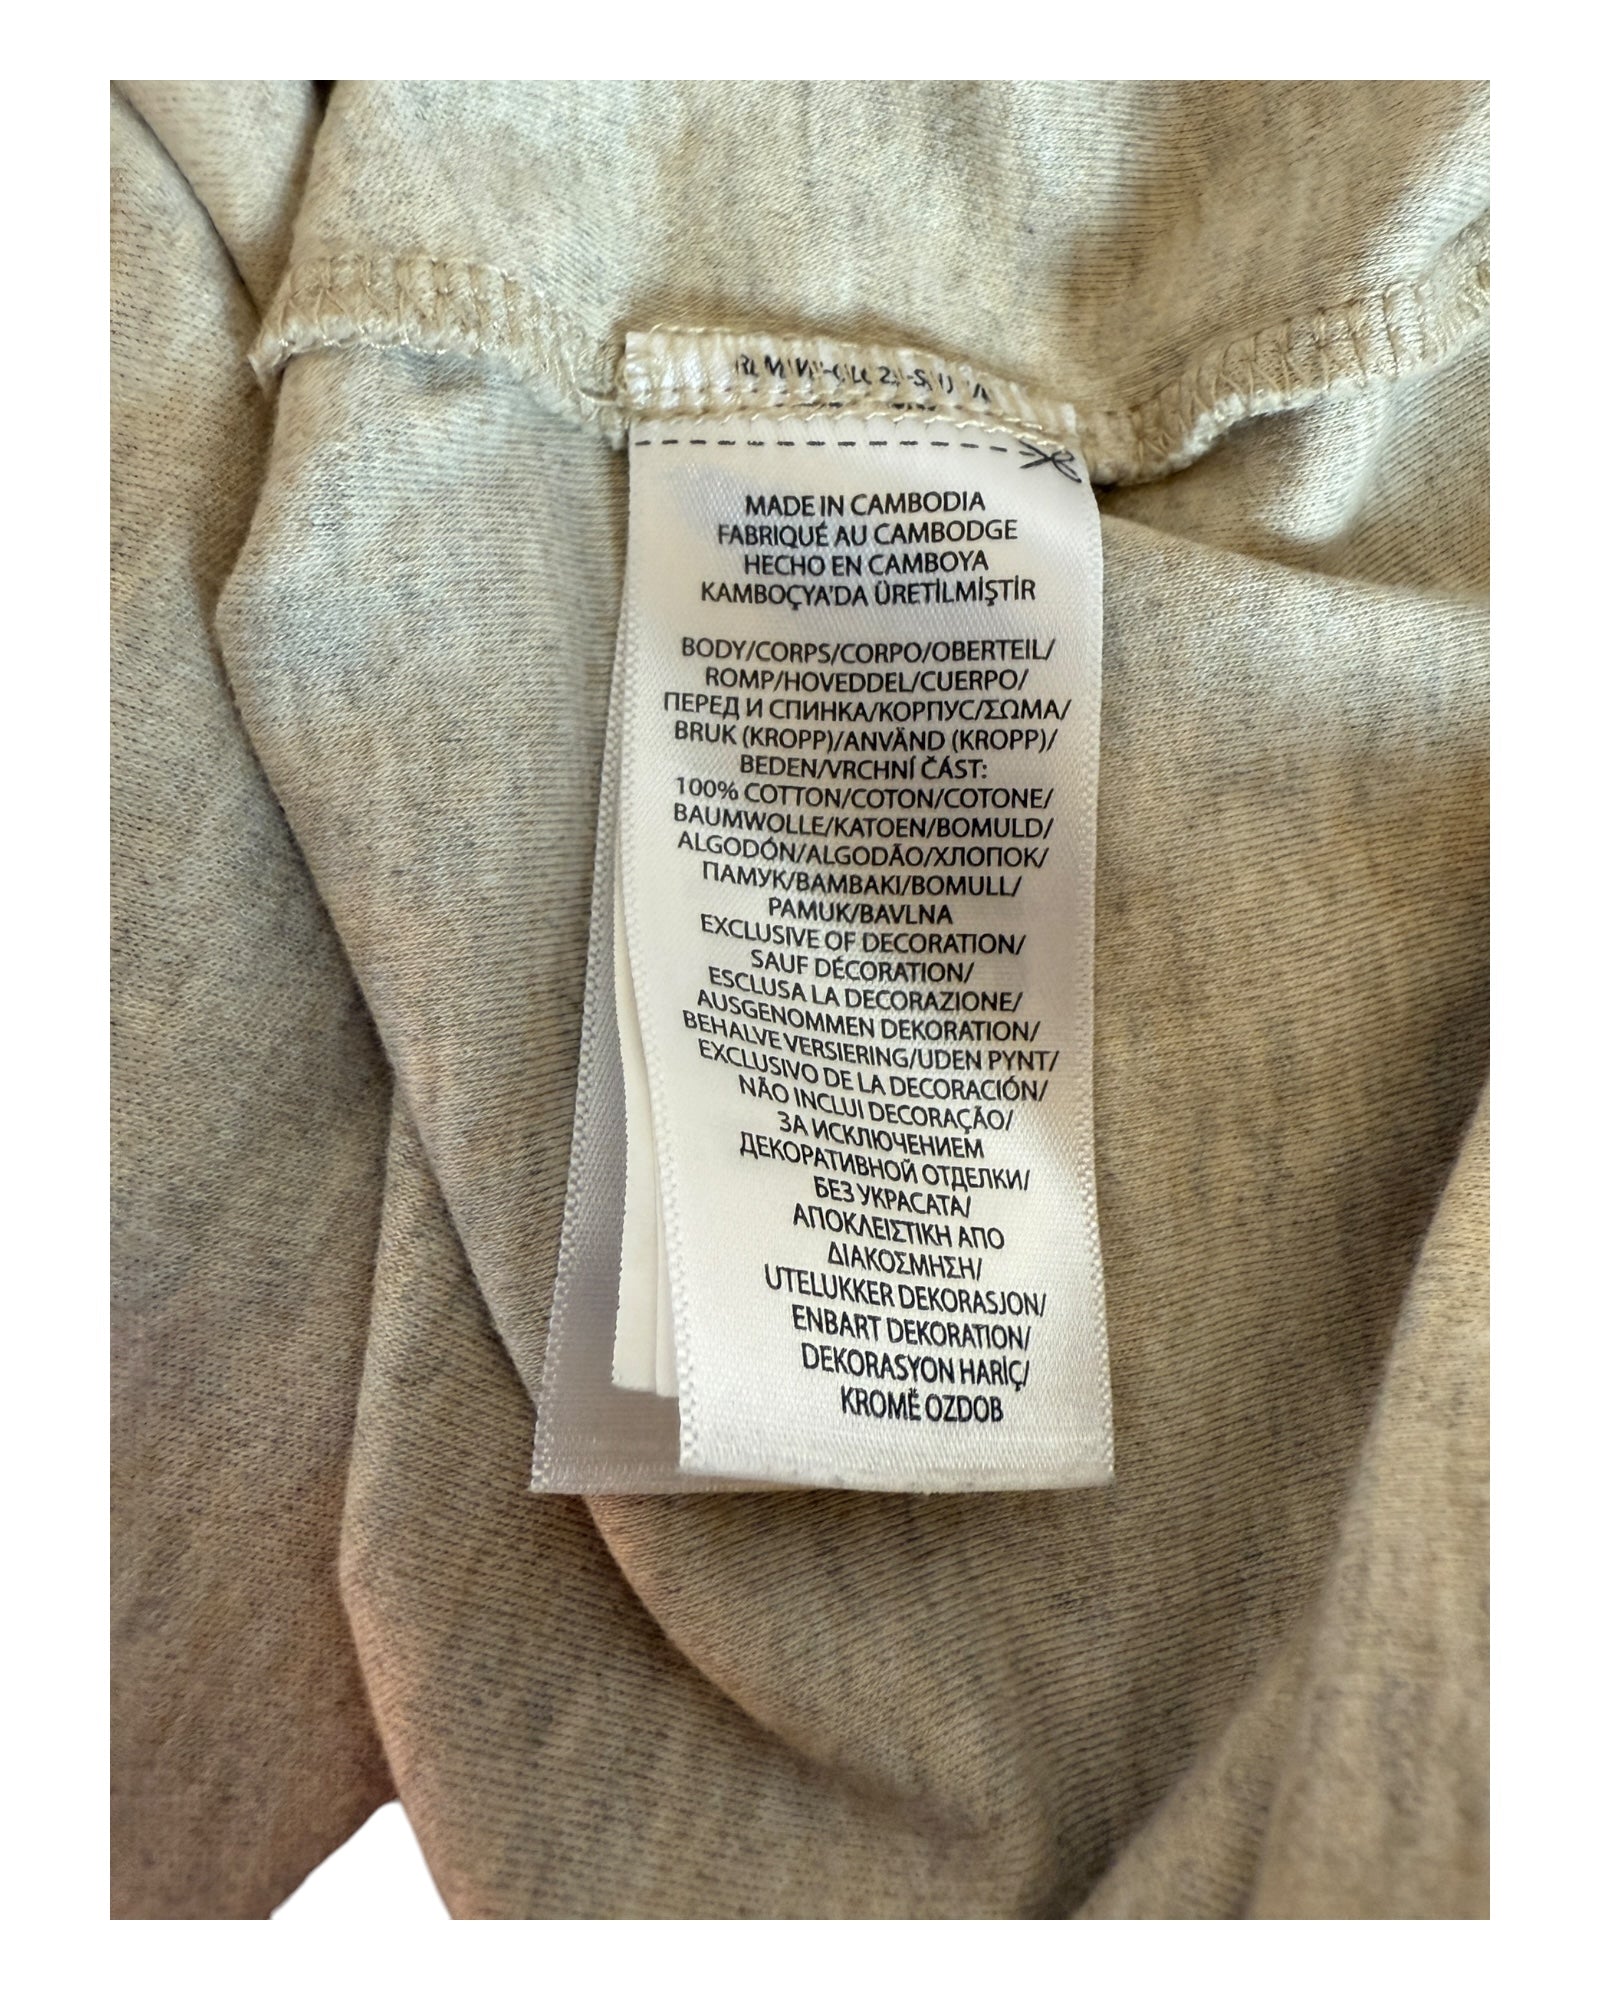 MADE IN CAMBODIA
FABRIQUÉ AU CAMBODGE
HECHO EN CAMBOYA
KAMBOÇYA'DA ÜRETİLMİŞTİR
BODY/CORPS/CORPO/OBERTEIL/
ROMP/HOVEDDEL/CUERPO/
ПЕРЕД И СПИНКА/КОРПУС/ΣΩΜΑ/
BRUK (KROPP)/ANVÄND (KROPP)/
BEDEN/VRCHNÍ ČÁST:
100% COTTON/COTON/COTONE/
BAUMWOLLE/KATOEN/BOMULD/
ALGODÓN/ALGODÃO/ХЛОПОК/
ПАМУК/ΒΑΜΒΑΚΙ/BOMULL/
PAMUK/BAVLNA
EXCLUSIVE OF DECORATION/
SAUF DÉCORATION/
ESCLUSA LA DECORAZIONE/
AUSGENOMMEN DEKORATION/
BEHALVE VERSIERING/UDEN PYNT/
EXCLUSIVO DE LA DECORACIÓN/
NÃO INCLUI DECORAÇÃO/
ЗА ИСКЛЮЧЕНИЕМ
ДЕКОРАТИВНОЙ ОТДЕЛКИ/
БЕЗ УКРАСАТА/
ΑΠΟΚΛΕΙΣΤΙΚΗ ΑΠΟ
ΔΙΑΚΟΣΜΗΣΗ/
UTELUKKER DEKORASJON/
ENBART DEKORATION/
DEKORASYON HARİÇ/
KROMĚ OZDOB